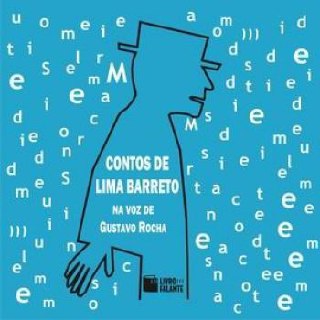 CONTOS DE
LIMA BARRETO
NA VOZ DE
GUSTAVO ROCHA
LIVRO
FALANTE